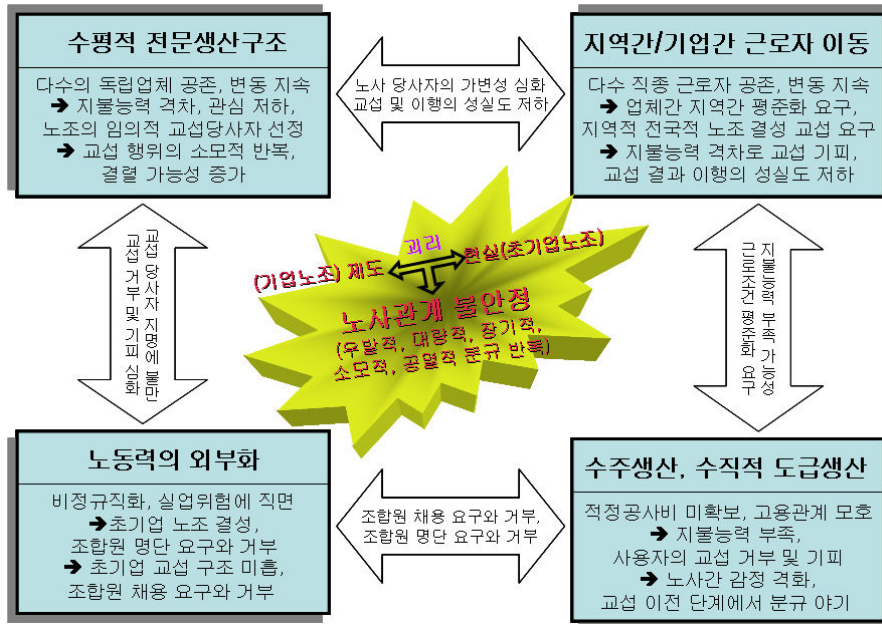 수평적 전문생산구조
다수의 독립업체 공존, 변동 지속
➔ 지불능력 격차, 관심 저하,
노조의 임의적 교섭당사자 선정
➔ 교섭 행위의 소모적 반복,
결렬 가능성 증가
노사 당사자의 가변성 심화
교섭 및 이행의 성실도 저하
지역간/기업간 근로자 이동
다수 직종 근로자 공존, 변동 지속
➔ 업체간 지역간 평준화 요구,
지역적 전국적 노조 결성 교섭 요구
➔ 지불능력 격차로 교섭 기피,
교섭 결과 이행의 성실도 저하
교섭 당사자 지명에 불만
교섭 거부 및 기피 심화
괴리
(기업노조) 제도
현실(초기업노조)
노사관계 불안정
(우발적, 대량적, 장기적,
소모적, 공멸적 분규 반복)
지불능력 부족 가능성
근로조건 평준화 요구
노동력의 외부화
비정규직화, 실업위험에 직면
➔초기업 노조 결성,
조합원 명단 요구와 거부
➔ 초기업 교섭 구조 미흡,
조합원 채용 요구와 거부
조합원 채용 요구와 거부,
조합원 명단 요구와 거부
수주생산, 수직적 도급생산
적정공사비 미확보, 고용관계 모호
➔ 지불능력 부족,
사용자의 교섭 거부 및 기피
➔ 노사간 감정 격화,
교섭 이전 단계에서 분규 야기